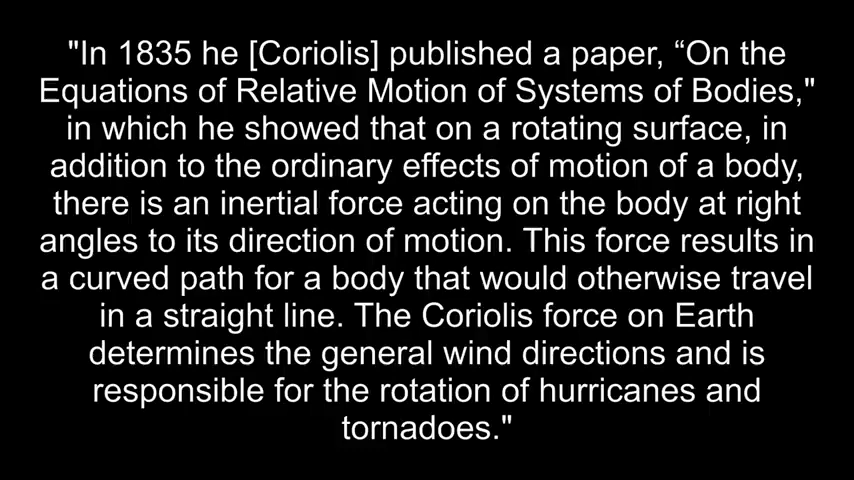 "In 1835 he [Coriolis] published a paper, “On the
Equations of Relative Motion of Systems of Bodies,"
in which he showed that on a rotating surface, in
addition to the ordinary effects of motion of a body,
there is an inertial force acting on the body at right
angles to its direction of motion. This force results in
a curved path for a body that would otherwise travel
in a straight line. The Coriolis force on Earth
determines the general wind directions and is
responsible for the rotation of hurricanes and
tornadoes."